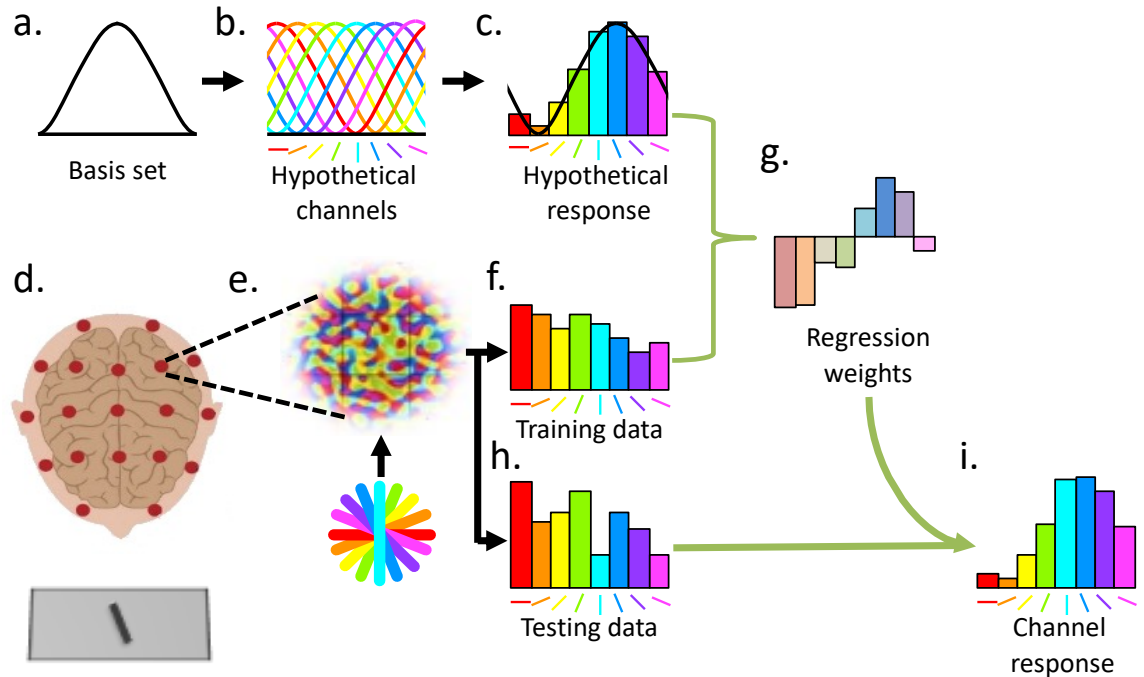 a.
Basis set
b.
Hypothetical
channels
c.
Hypothetical
response
d.
e.
f.
Training data
g.
Regression
weights
h.
Testing data
i.
Channel
response